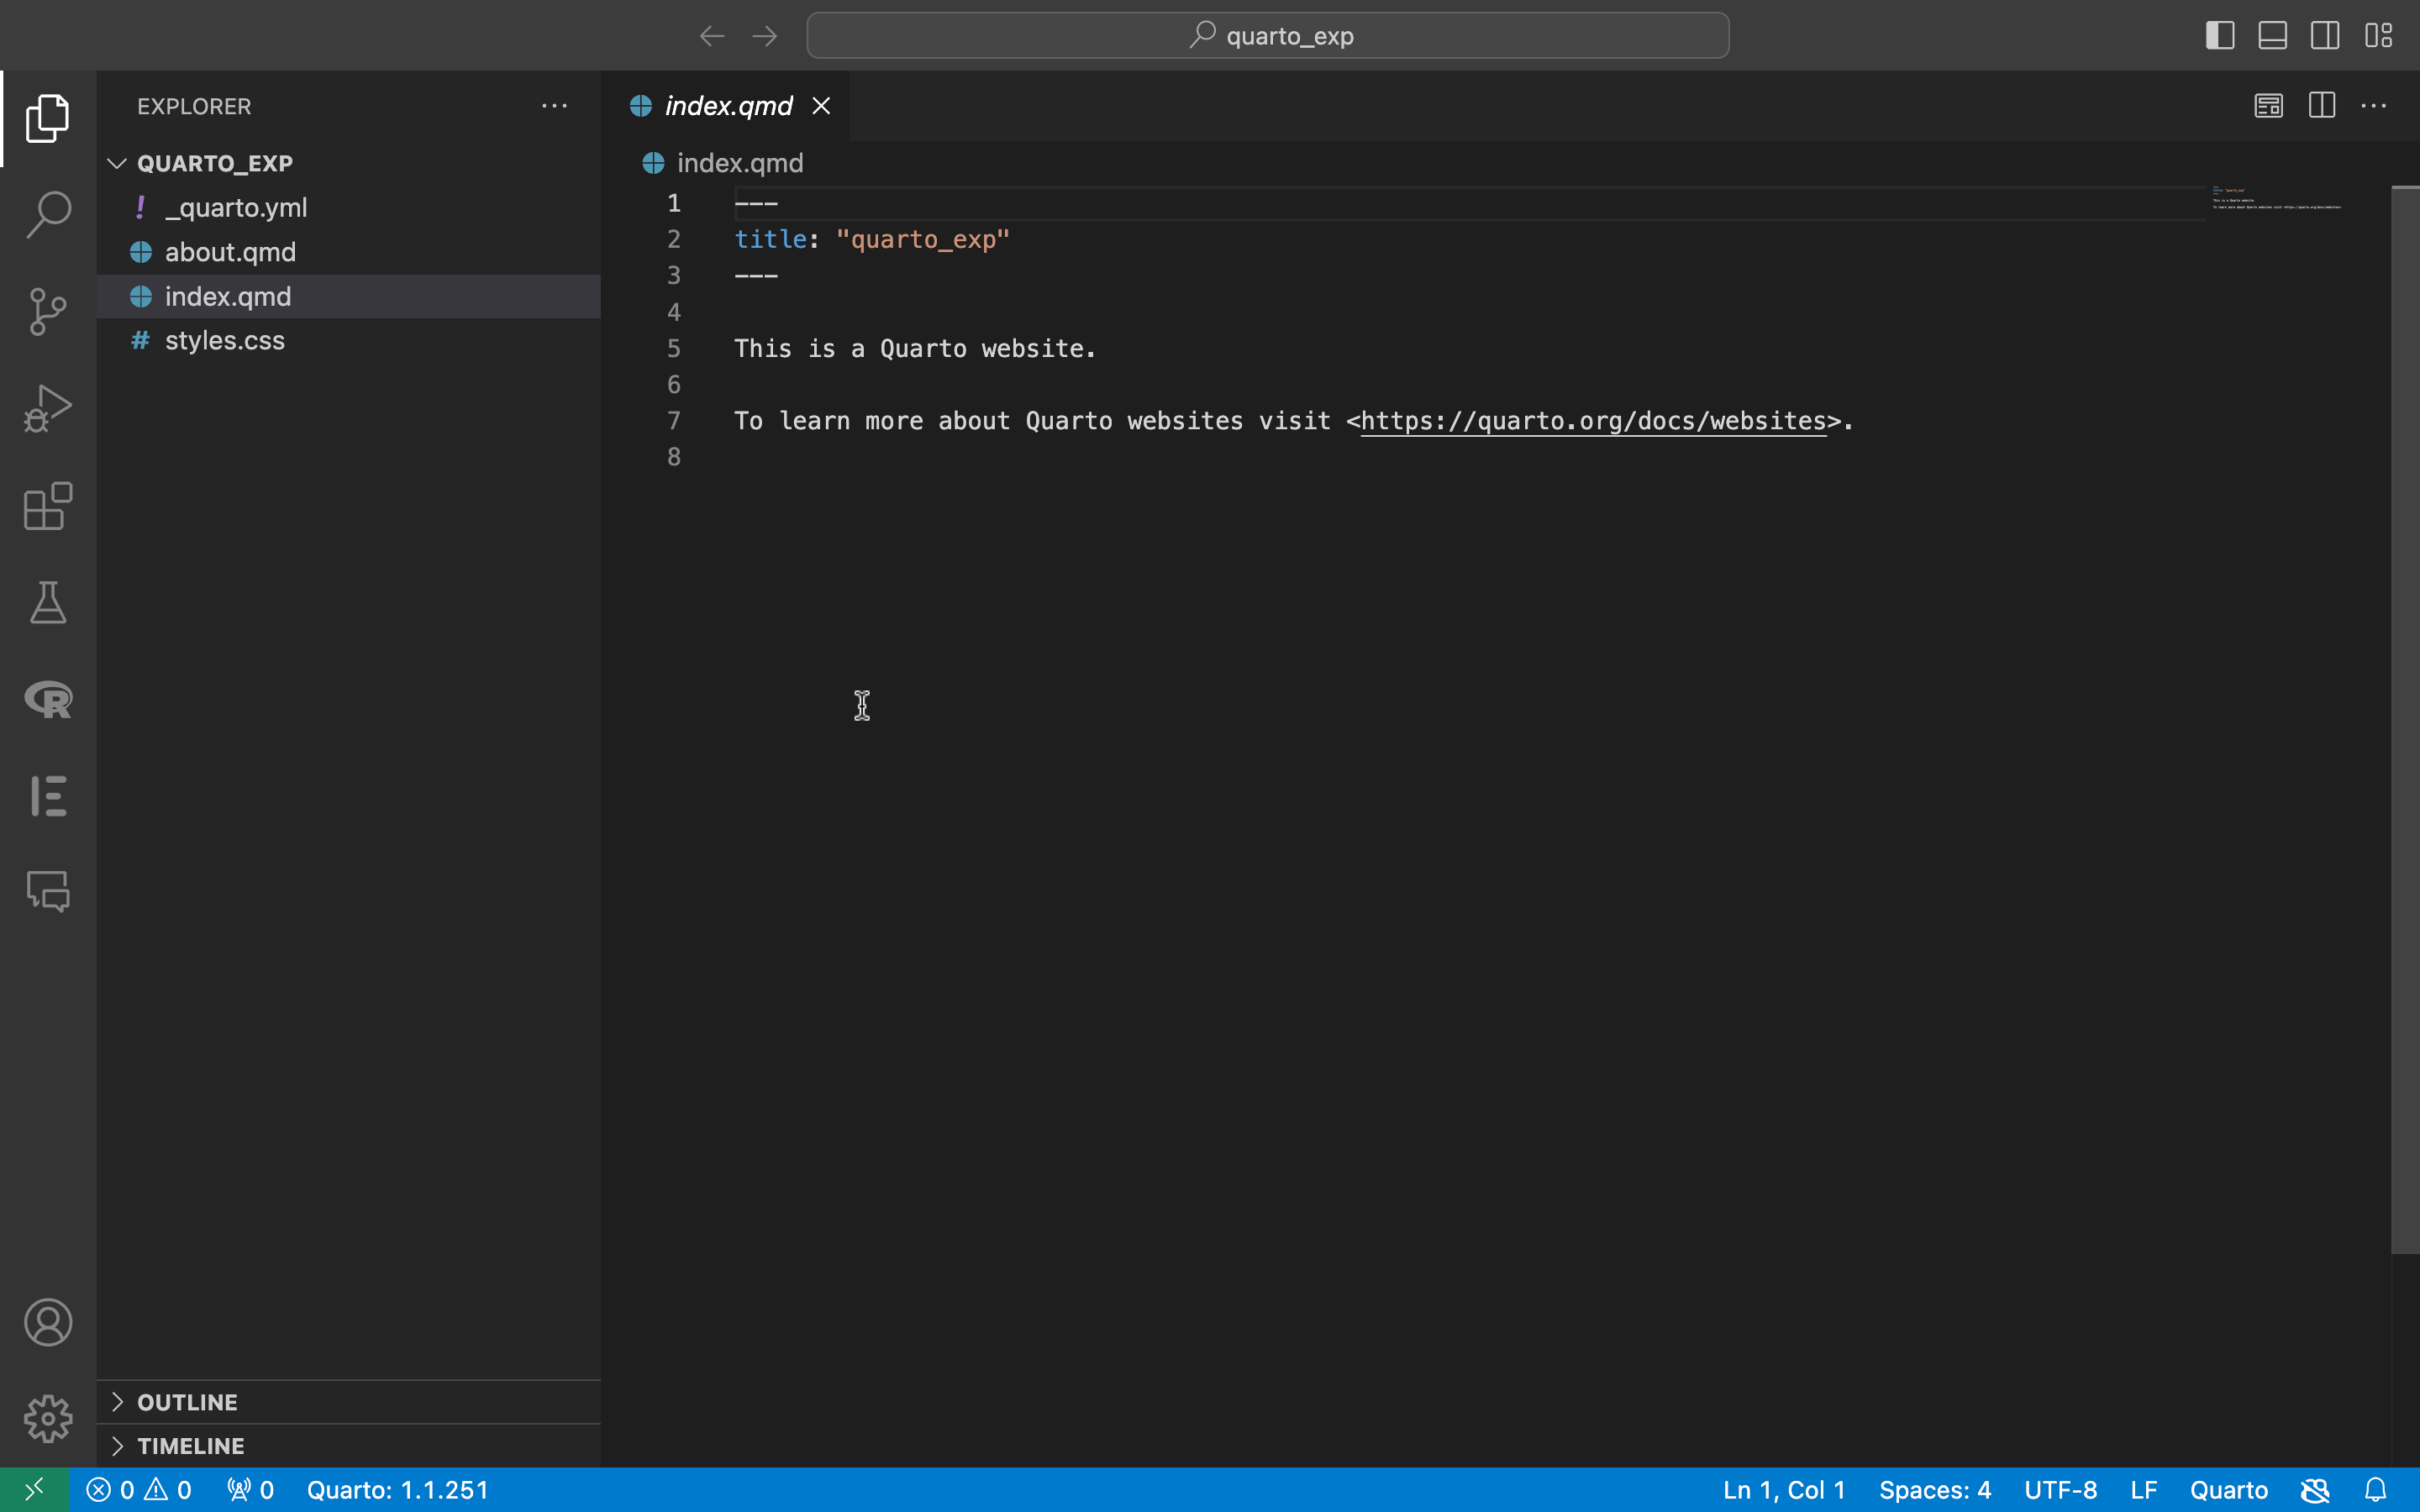 quarto_exp
EXPLORER
index.qmd
QUARTO_EXP
_quarto.yml
about.qmd
index.qmd
styles.css
index.qmd
1 ---
2 title: "quarto_exp"
3 ---
4
5 This is a Quarto website.
6
7 To learn more about Quarto websites visit <https://quarto.org/docs/websites>.
8
OUTLINE
TIMELINE
0 0 0 Quarto: 1.1.251 Ln 1, Col 1 Spaces: 4 UTF-8 LF Quarto